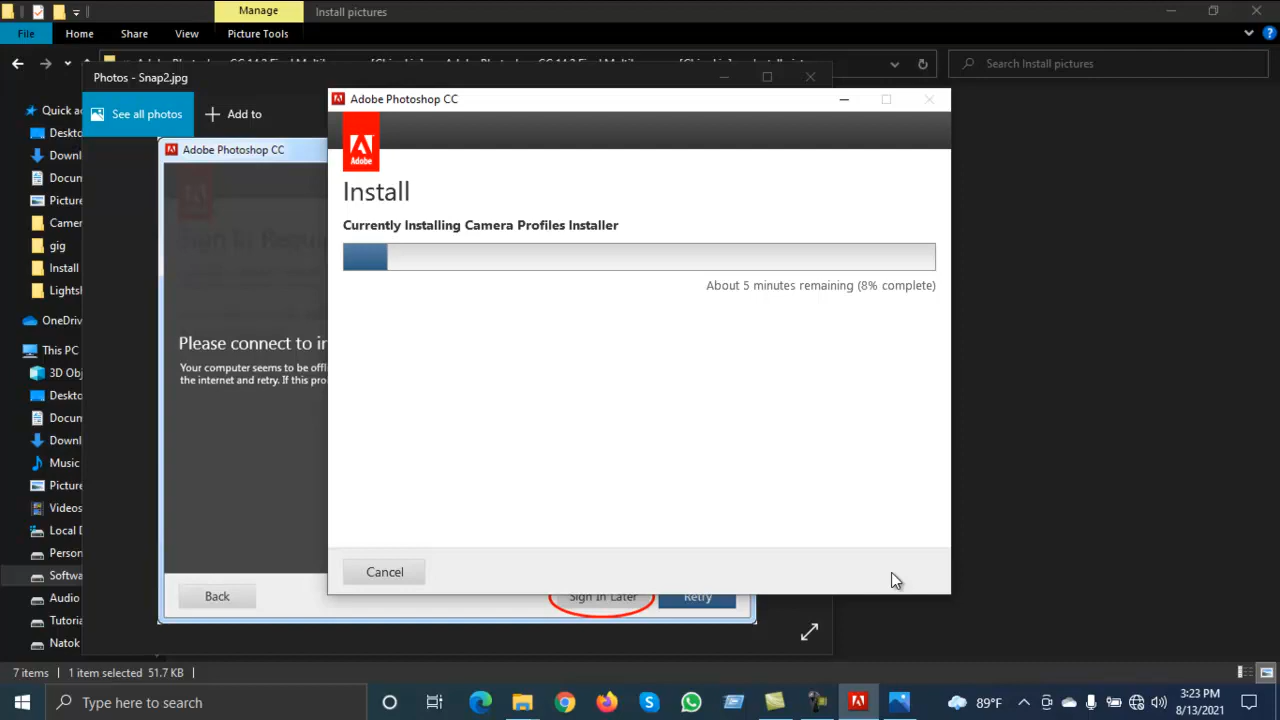 Manage
Install pictures
File
Home
Share
View
Picture Tools
Search Install pictures
Photos - Snap2.jpg
See all photos
Add to
Adobe Photoshop CC
Adobe Photoshop CC
Adobe
Install
Currently Installing Camera Profiles Installer
About 5 minutes remaining (8% complete)
Please connect to in
Your computer seems to be offl
the internet and retry. If this pro
Cancel
Back
Sign In Later
Retry
Quick ac
Deskto
Downl
Docum
Picture
Camera
gig
Install
Lightsh
OneDriv
This PC
3D Obj
Deskto
Docum
Downl
Music
Picture
Videos
Local D
Person
Softwa
Audio
Tutoria
Natok
7 items
1 item selected 51.7 KB
Type here to search
89°F
3:23 PM
8/13/2021